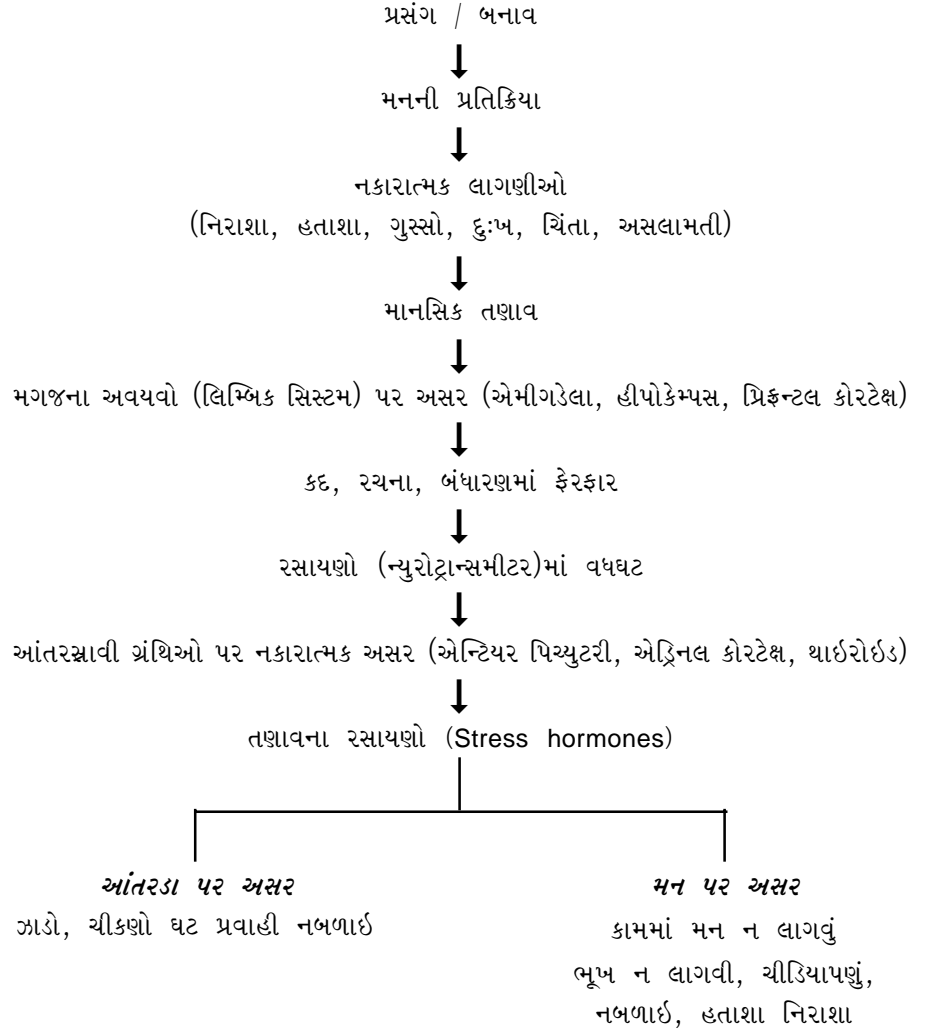 પ્રસંગ / બનાવ
મનની પ્રતિક્રિયા
નકારાત્મક લાગણીઓ
(નિરાશા, હતાશા, ગુસ્સો, દુઃખ, ચિંતા, અસલામતી)
માનસિક તણાવ
મગજના અવયવો (લિમ્બિક સિસ્ટમ) પર અસર (એમીગડેલા, હીપોકેમ્પસ, પ્રિફ્રન્ટલ કોરટેક્ષ)
કદ, રચના, બંધારણમાં ફેરફાર
રસાયણો (ન્યુરોટ્રાન્સમીટર)માં વધઘટ
આંતરસ્રાવી ગ્રંથિઓ પર નકારાત્મક અસર (એન્ટિયર પિચ્યુટરી, એડ્રિનલ કોરટેક્ષ, થાઇરોઇડ)
તણાવના રસાયણો (Stress hormones)
આંતરડા પર અસર
ઝાડો, ચીકણો ઘટ પ્રવાહી નબળાઇ
મન પર અસર
કામમાં મન ન લાગવું
ભૂખ ન લાગવી, ચીડિયાપણું,
નબળાઇ, હતાશા નિરાશા